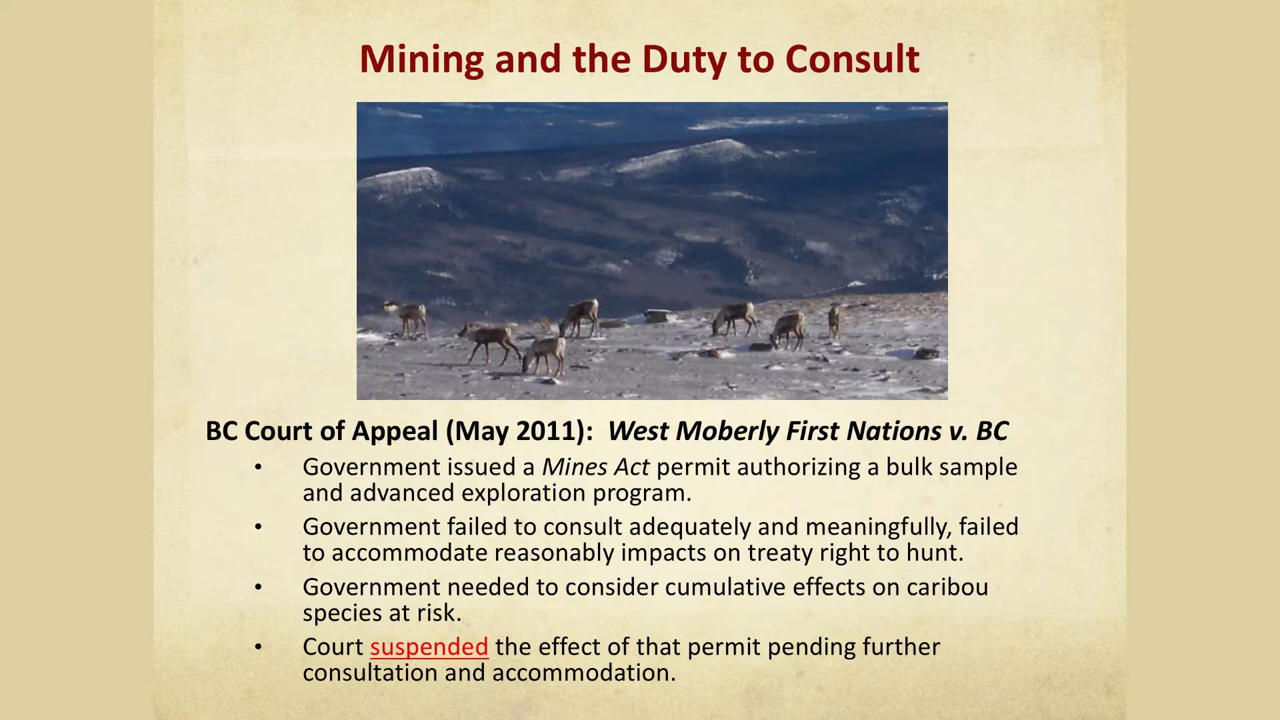 Mining and the Duty to Consult
BC Court of Appeal (May 2011): West Moberly First Nations v. BC
• Government issued a Mines Act permit authorizing a bulk sample
and advanced exploration program.
• Government failed to consult adequately and meaningfully, failed
to accommodate reasonably impacts on treaty right to hunt.
• Government needed to consider cumulative effects on caribou
species at risk.
• Court suspended the effect of that permit pending further
consultation and accommodation.